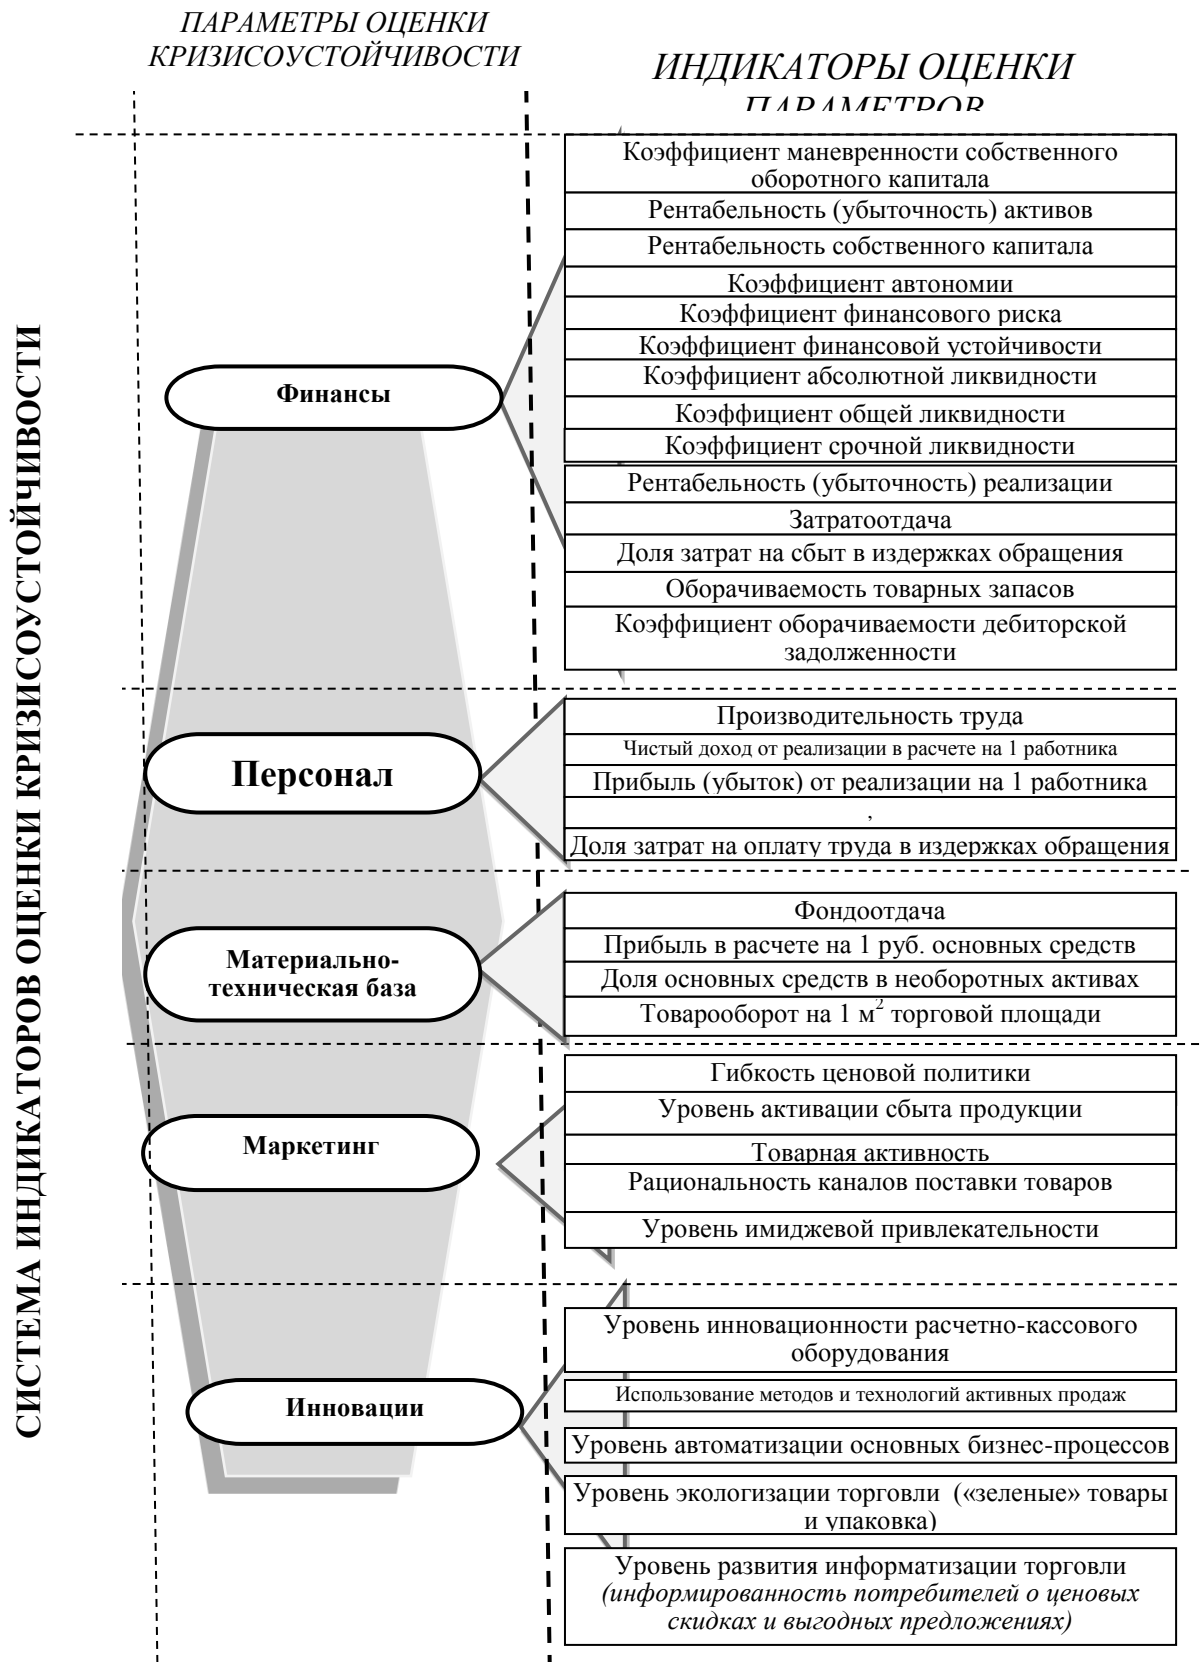 ПАРАМЕТРЫ ОЦЕНКИ
КРИЗИСОУСТОЙЧИВОСТИ
ИНДИКАТОРЫ ОЦЕНКИ
ПАРАМЕТРОВ
СИСТЕМА ИНДИКАТОРОВ ОЦЕНКИ КРИЗИСОУСТОЙЧИВОСТИ
Финансы
Коэффициент маневренности собственного
оборотного капитала
Рентабельность (убыточность) активов
Рентабельность собственного капитала
Коэффициент автономии
Коэффициент финансового риска
Коэффициент финансовой устойчивости
Коэффициент абсолютной ликвидности
Коэффициент общей ликвидности
Коэффициент срочной ликвидности
Рентабельность (убыточность) реализации
Затратоотдача
Доля затрат на сбыт в издержках обращения
Оборачиваемость товарных запасов
Коэффициент оборачиваемости дебиторской
задолженности
Персонал
Производительность труда
Чистый доход от реализации в расчете на 1 работника
Прибыль (убыток) от реализации на 1 работника
,
Доля затрат на оплату труда в издержках обращения
Материально-
техническая база
Фондоотдача
Прибыль в расчете на 1 руб. основных средств
Доля основных средств в необоротных активах
Товарооборот на 1 м² торговой площади
Маркетинг
Гибкость ценовой политики
Уровень активации сбыта продукции
Товарная активность
Рациональность каналов поставки товаров
Уровень имиджевой привлекательности
Инновации
Уровень инновационности расчетно-кассового
оборудования
Использование методов и технологий активных продаж
Уровень автоматизации основных бизнес-процессов
Уровень экологизации торговли («зеленые» товары
и упаковка)
Уровень развития информатизации торговли
(информированность потребителей о ценовых
скидках и выгодных предложениях)